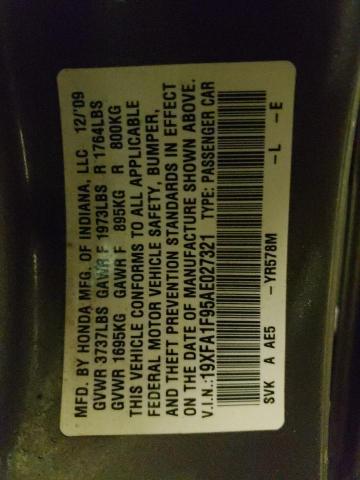 MFD. BY HONDA MFG. OF INDIANA, LLC 12/'09
GVWR 3737LBS GAWR F 1973LBS R 1764LBS
GVWR 1695KG GAWR F 895KG R 800KG
THIS VEHICLE CONFORMS TO ALL APPLICABLE
FEDERAL MOTOR VEHICLE SAFETY, BUMPER,
AND THEFT PREVENTION STANDARDS IN EFFECT
ON THE DATE OF MANUFACTURE SHOWN ABOVE.
V.I.N.:19XFA1F95AE027321 TYPE: PASSENGER CAR
SVK A AE5 -YR578M -L -E